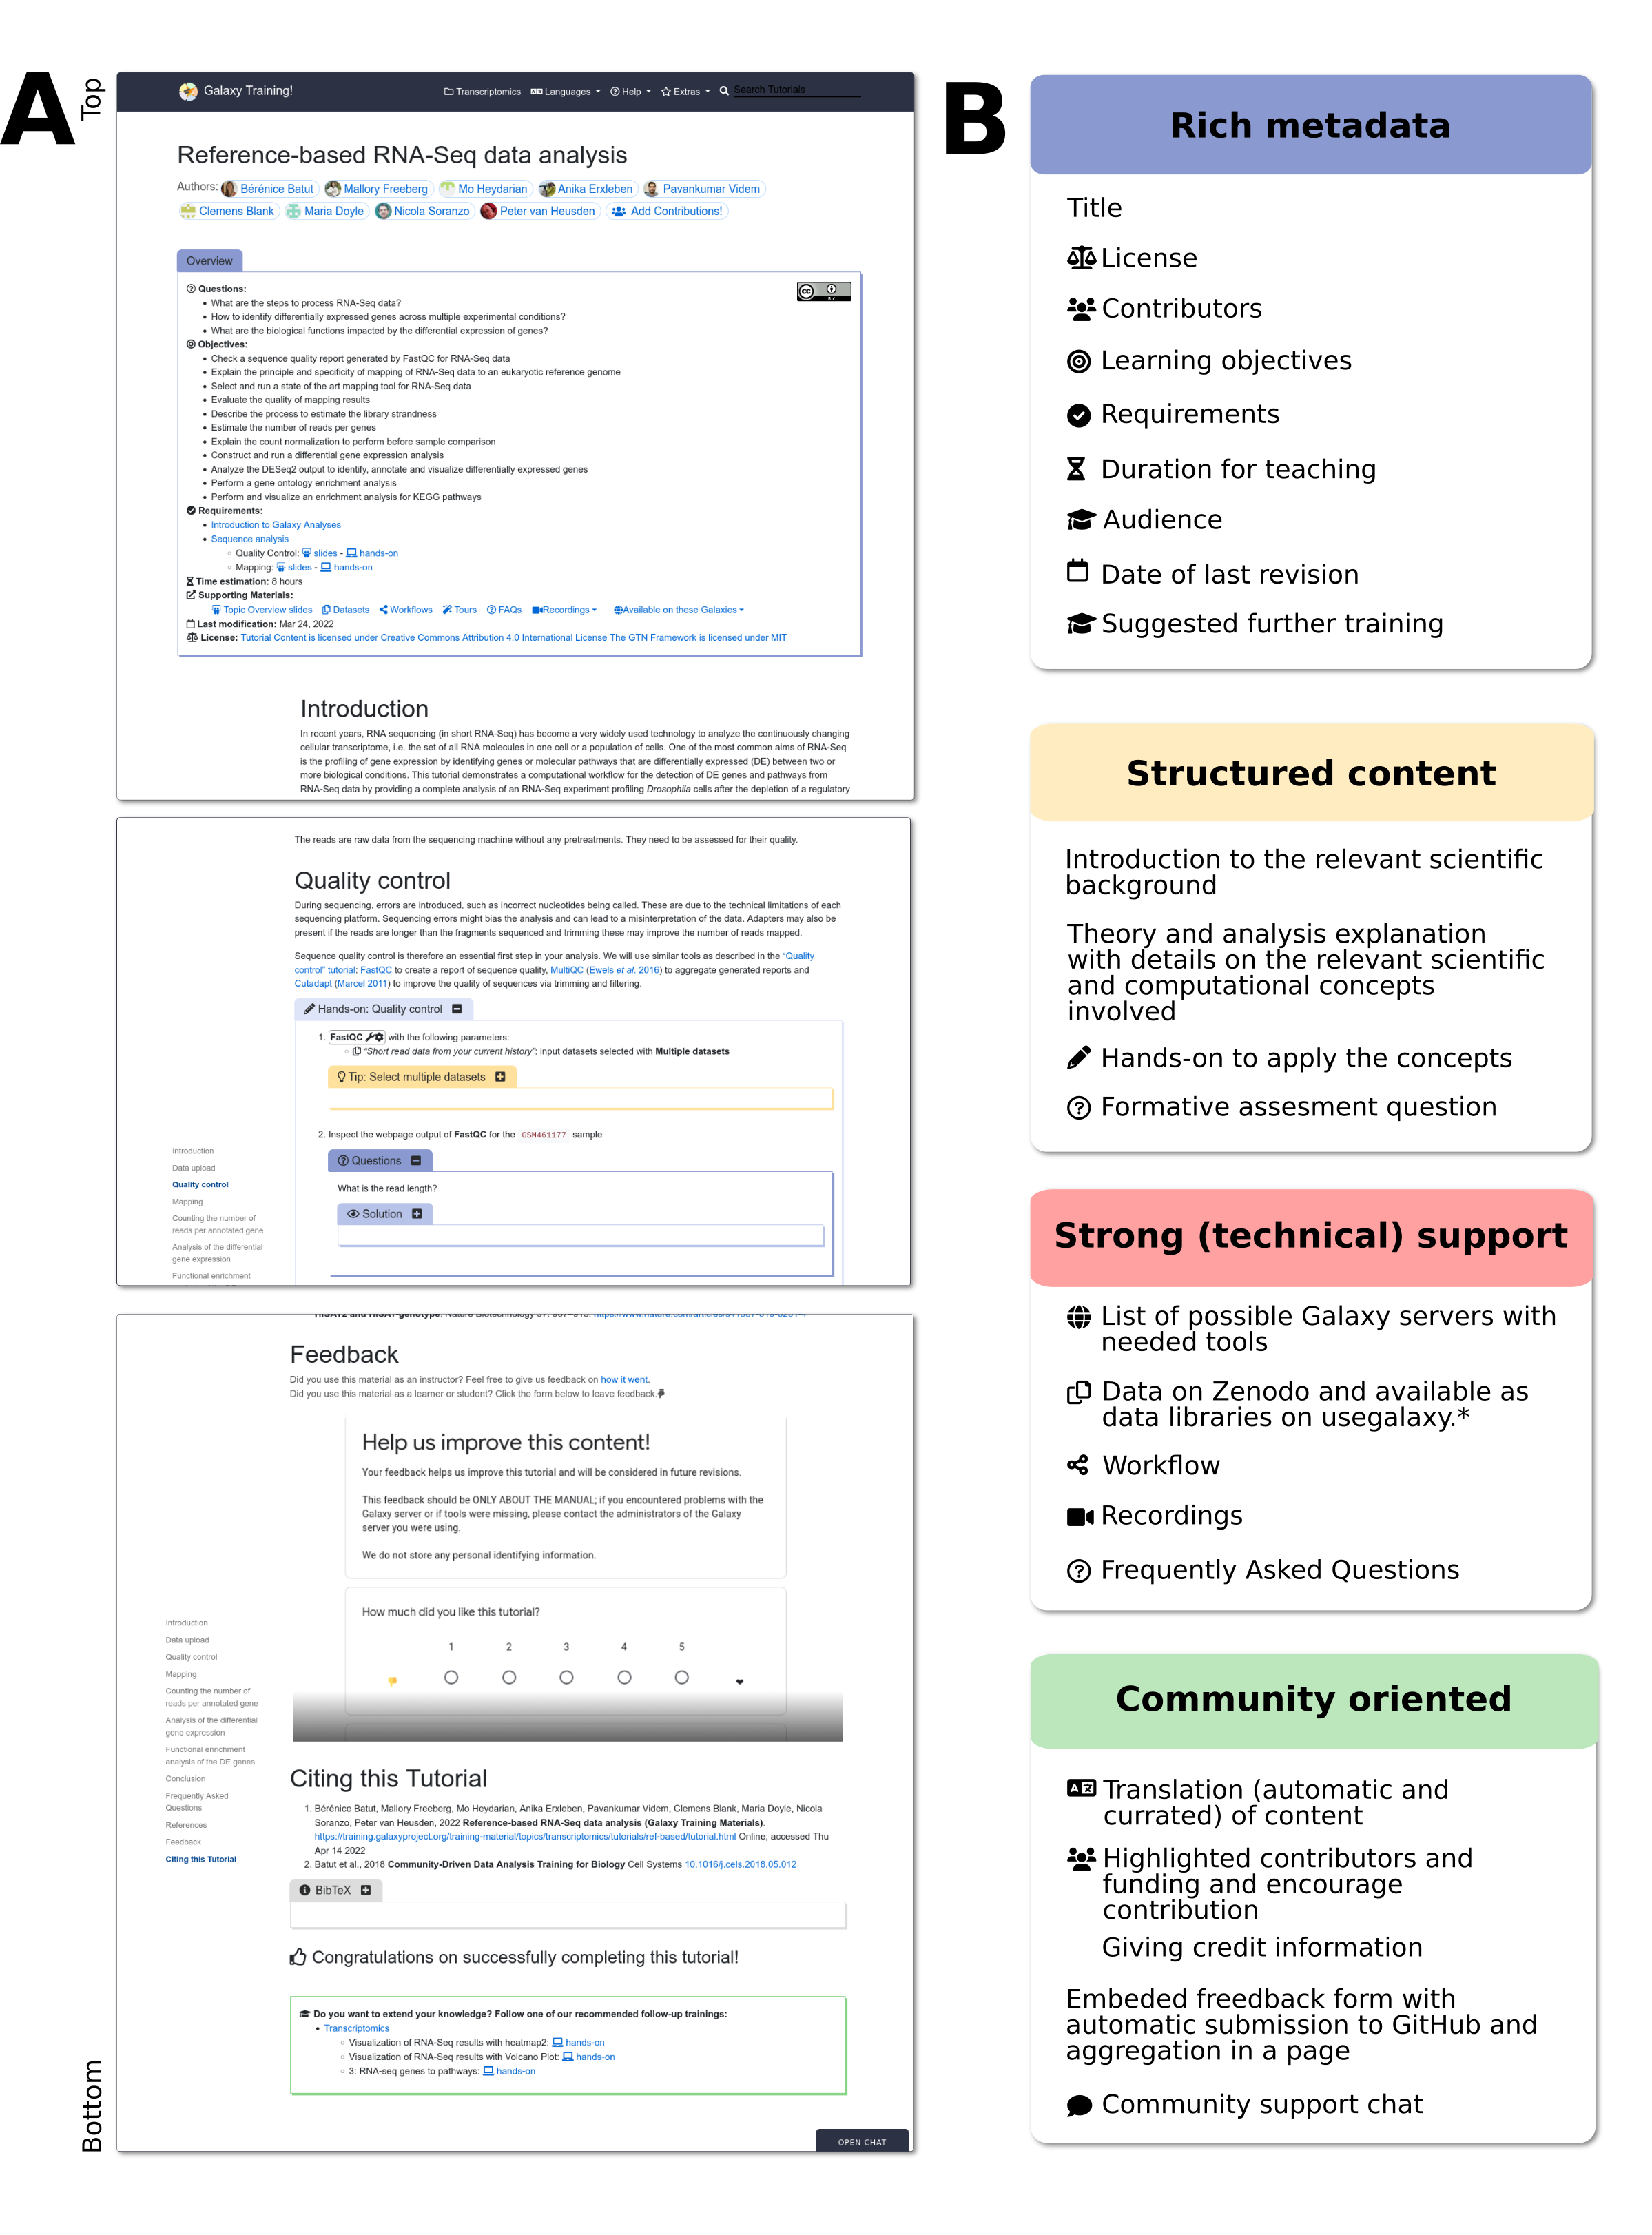 A
Top
Galaxy Training!
Transcriptomics Languages Help Extras Search Tutorials
Reference-based RNA-Seq data analysis
Authors: Bérénice Batut Mallory Freeberg Mo Heydarian Anika Erxleben Pavankumar Videm
Clemens Blank Maria Doyle Nicola Soranzo Peter van Heusden Add Contributions!
Overview
Questions:
What are the steps to process RNA-Seq data?
How to identify differentially expressed genes across multiple experimental conditions?
What are the biological functions impacted by the differential expression of genes?
cc BY
Objectives:
Check a sequence quality report generated by FastQC for RNA-Seq data
Explain the principle and specificity of mapping of RNA-Seq data to an eukaryotic reference genome
Select and run a state of the art mapping tool for RNA-Seq data
Evaluate the quality of mapping results
Describe the process to estimate the library strandness
Estimate the number of reads per genes
Explain the count normalization to perform before sample comparison
Construct and run a differential gene expression analysis
Analyze the DESeq2 output to identify, annotate and visualize differentially expressed genes
Perform a gene ontology enrichment analysis
Perform and visualize an enrichment analysis for KEGG pathways
Requirements:
Introduction to Galaxy Analyses
Sequence analysis
Quality Control: slides - hands-on
Mapping: slides - hands-on
Time estimation: 8 hours
Supporting Materials:
Topic Overview slides Datasets Workflows Tours FAQs Recordings Available on these Galaxies
Last modification: Mar 24, 2022
License: Tutorial Content is licensed under Creative Commons Attribution 4.0 International License The GTN Framework is licensed under MIT
Introduction
In recent years, RNA sequencing (in short RNA-Seq) has become a very widely used technology to analyze the continuously changing
cellular transcriptome, i.e. the set of all RNA molecules in one cell or a population of cells. One of the most common aims of RNA-Seq
is the profiling of gene expression by identifying genes or molecular pathways that are differentially expressed (DE) between two or
more biological conditions. This tutorial demonstrates a computational workflow for the detection of DE genes and pathways from
RNA-Seq data by providing a complete analysis of an RNA-Seq experiment profiling Drosophila cells after the depletion of a regulatory
The reads are raw data from the sequencing machine without any pretreatments. They need to be assessed for their quality.
Quality control
During sequencing, errors are introduced, such as incorrect nucleotides being called. These are due to the technical limitations of each
sequencing platform. Sequencing errors might bias the analysis and can lead to a misinterpretation of the data. Adapters may also be
present if the reads are longer than the fragments sequenced and trimming these may improve the number of reads mapped.
Sequence quality control is therefore an essential first step in your analysis. We will use similar tools as described in the “Quality
control” tutorial: FastQC to create a report of sequence quality, MultiQC (Ewels et al. 2016) to aggregate generated reports and
Cutadapt (Marcel 2011) to improve the quality of sequences via trimming and filtering.
Hands-on: Quality control
1. FastQC with the following parameters:
“Short read data from your current history”: input datasets selected with Multiple datasets
Tip: Select multiple datasets
2. Inspect the webpage output of FastQC for the GSM461177 sample
Questions
What is the read length?
Solution
Introduction
Data upload
Quality control
Mapping
Counting the number of
reads per annotated gene
Analysis of the differential
gene expression
Functional enrichment
HISAT2 and HISAT-genotype. Nature Biotechnology 37: 907–915. https://www.nature.com/articles/s41587-019-0201-4
Feedback
Did you use this material as an instructor? Feel free to give us feedback on how it went.
Did you use this material as a learner or student? Click the form below to leave feedback.
Help us improve this content!
Your feedback helps us improve this tutorial and will be considered in future revisions.
This feedback should be ONLY ABOUT THE MANUAL; if you encountered problems with the
Galaxy server or if tools were missing, please contact the administrators of the Galaxy
server you were using.
We do not store any personal identifying information.
How much did you like this tutorial?
1 2 3 4 5
Introduction
Data upload
Quality control
Mapping
Counting the number of
reads per annotated gene
Analysis of the differential
gene expression
Functional enrichment
analysis of the DE genes
Conclusion
Frequently Asked
Questions
References
Feedback
Citing this Tutorial
Citing this Tutorial
1. Bérénice Batut, Mallory Freeberg, Mo Heydarian, Anika Erxleben, Pavankumar Videm, Clemens Blank, Maria Doyle, Nicola
Soranzo, Peter van Heusden, 2022 Reference-based RNA-Seq data analysis (Galaxy Training Materials).
https://training.galaxyproject.org/training-material/topics/transcriptomics/tutorials/ref-based/tutorial.html Online; accessed Thu
Apr 14 2022
2. Batut et al., 2018 Community-Driven Data Analysis Training for Biology Cell Systems 10.1016/j.cels.2018.05.012
BibTeX
Congratulations on successfully completing this tutorial!
Do you want to extend your knowledge? Follow one of our recommended follow-up trainings:
Transcriptomics
Visualization of RNA-Seq results with heatmap2: hands-on
Visualization of RNA-Seq results with Volcano Plot: hands-on
3: RNA-seq genes to pathways: hands-on
OPEN CHAT
Bottom
B
Rich metadata
Title
License
Contributors
Learning objectives
Requirements
Duration for teaching
Audience
Date of last revision
Suggested further training
Structured content
Introduction to the relevant scientific
background
Theory and analysis explanation
with details on the relevant scientific
and computational concepts
involved
Hands-on to apply the concepts
Formative assesment question
Strong (technical) support
List of possible Galaxy servers with
needed tools
Data on Zenodo and available as
data libraries on usegalaxy.*
Workflow
Recordings
Frequently Asked Questions
Community oriented
Translation (automatic and
currated) of content
Highlighted contributors and
funding and encourage
contribution
Giving credit information
Embeded freedback form with
automatic submission to GitHub and
aggregation in a page
Community support chat